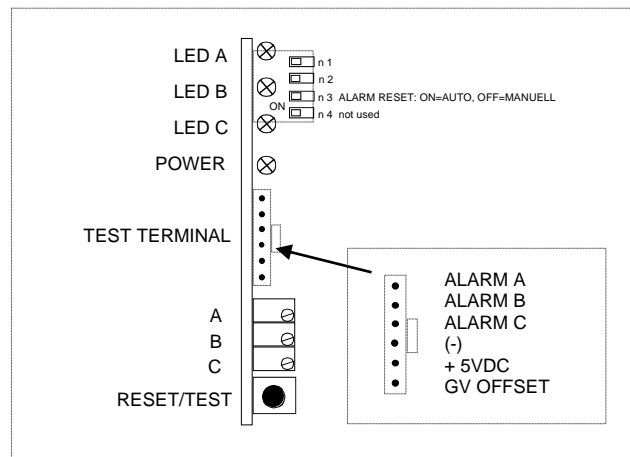 LED A
n 1
n 2
LED B
n 3 ALARM RESET: ON=AUTO, OFF=MANUELL
ON
n 4 not used
LED C
POWER
TEST TERMINAL
A
B
C
RESET/TEST
ALARM A
ALARM B
ALARM C
(-)
+ 5VDC
GV OFFSET